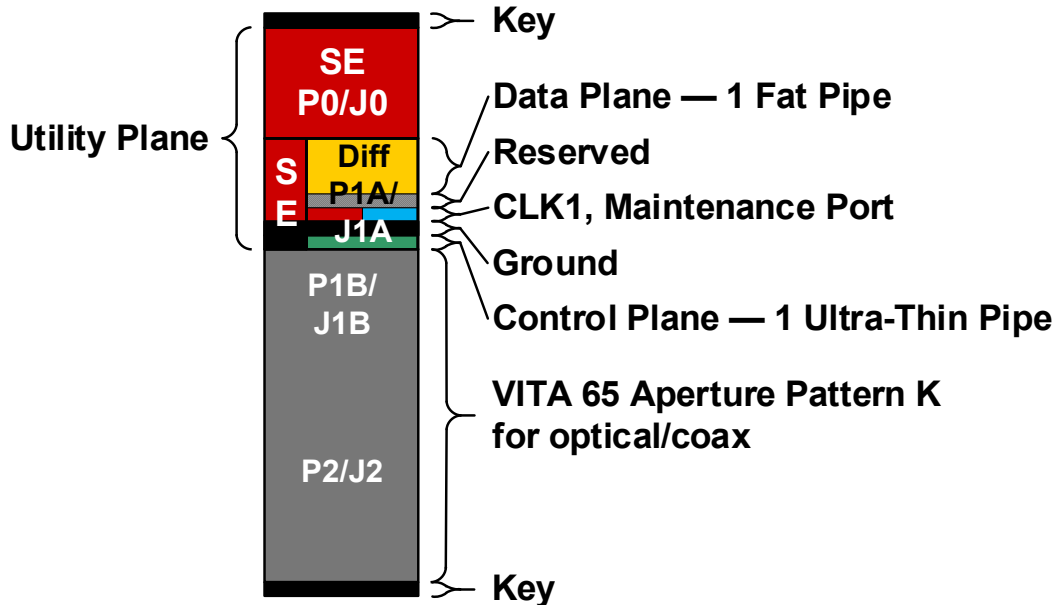 Key
SE
P0/J0
Utility Plane
Data Plane — 1 Fat Pipe
Reserved
CLK1, Maintenance Port
Ground
Control Plane — 1 Ultra-Thin Pipe
S
E
Diff
P1A/
J1A
P1B/
J1B
VITA 65 Aperture Pattern K
for optical/coax
P2/J2
Key